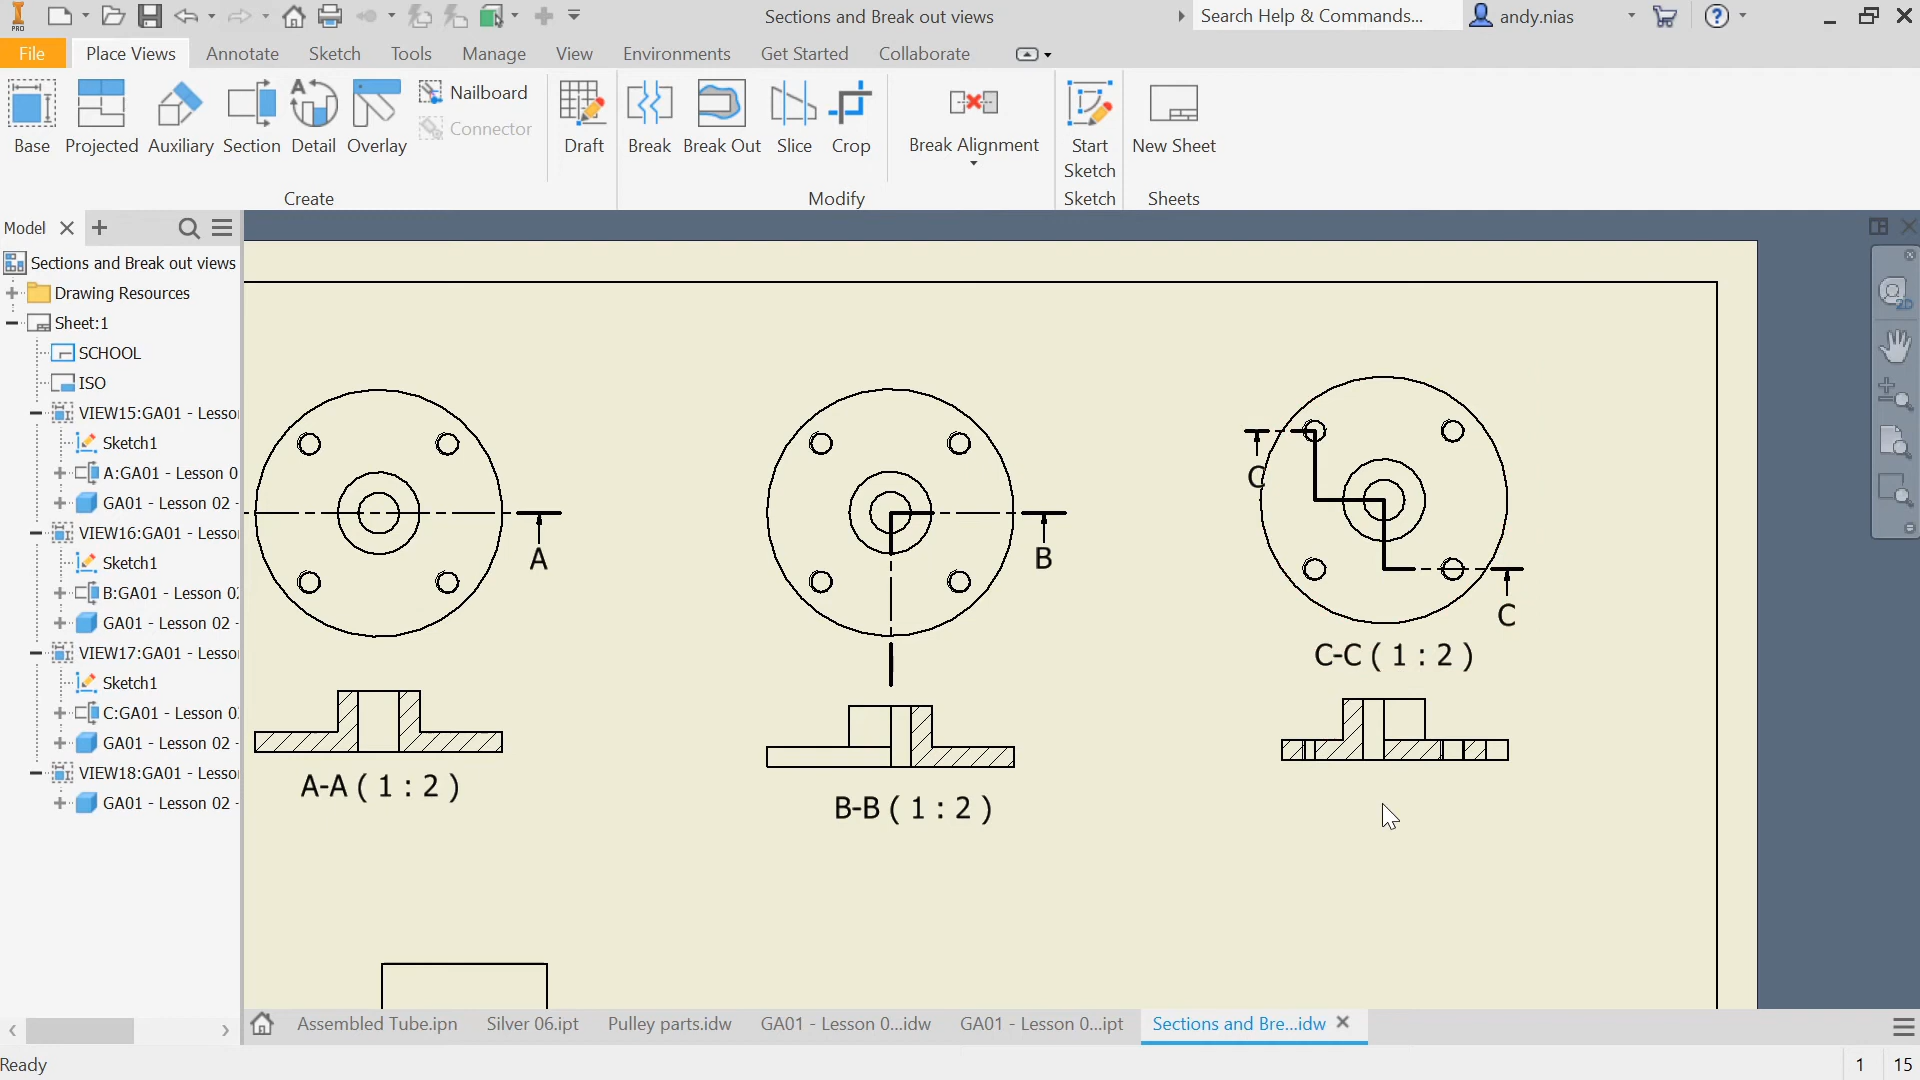 PRO
Sections and Break out views
Search Help & Commands...
andy.nias
File
Place Views
Annotate
Sketch
Tools
Manage
View
Environments
Get Started
Collaborate
Base
Projected
Auxiliary
Section
Detail
Overlay
Nailboard
Connector
Draft
Break
Break Out
Slice
Crop
Break Alignment
Start
Sketch
New Sheet
Create
Modify
Sketch
Sheets
Model
Sections and Break out views
Drawing Resources
Sheet:1
SCHOOL
ISO
VIEW15:GA01 - Lesso
Sketch1
A:GA01 - Lesson 0
GA01 - Lesson 02 -
VIEW16:GA01 - Lesso
Sketch1
B:GA01 - Lesson 02
GA01 - Lesson 02 -
VIEW17:GA01 - Lesso
Sketch1
C:GA01 - Lesson 0
GA01 - Lesson 02 -
VIEW18:GA01 - Lesso
GA01 - Lesson 02 -
A
A-A ( 1 : 2 )
B
B-B ( 1 : 2 )
C
C
C-C ( 1 : 2 )
2D
Assembled Tube.ipn
Silver 06.ipt
Pulley parts.idw
GA01 - Lesson 0...idw
GA01 - Lesson 0...ipt
Sections and Bre...idw
Ready
1
15